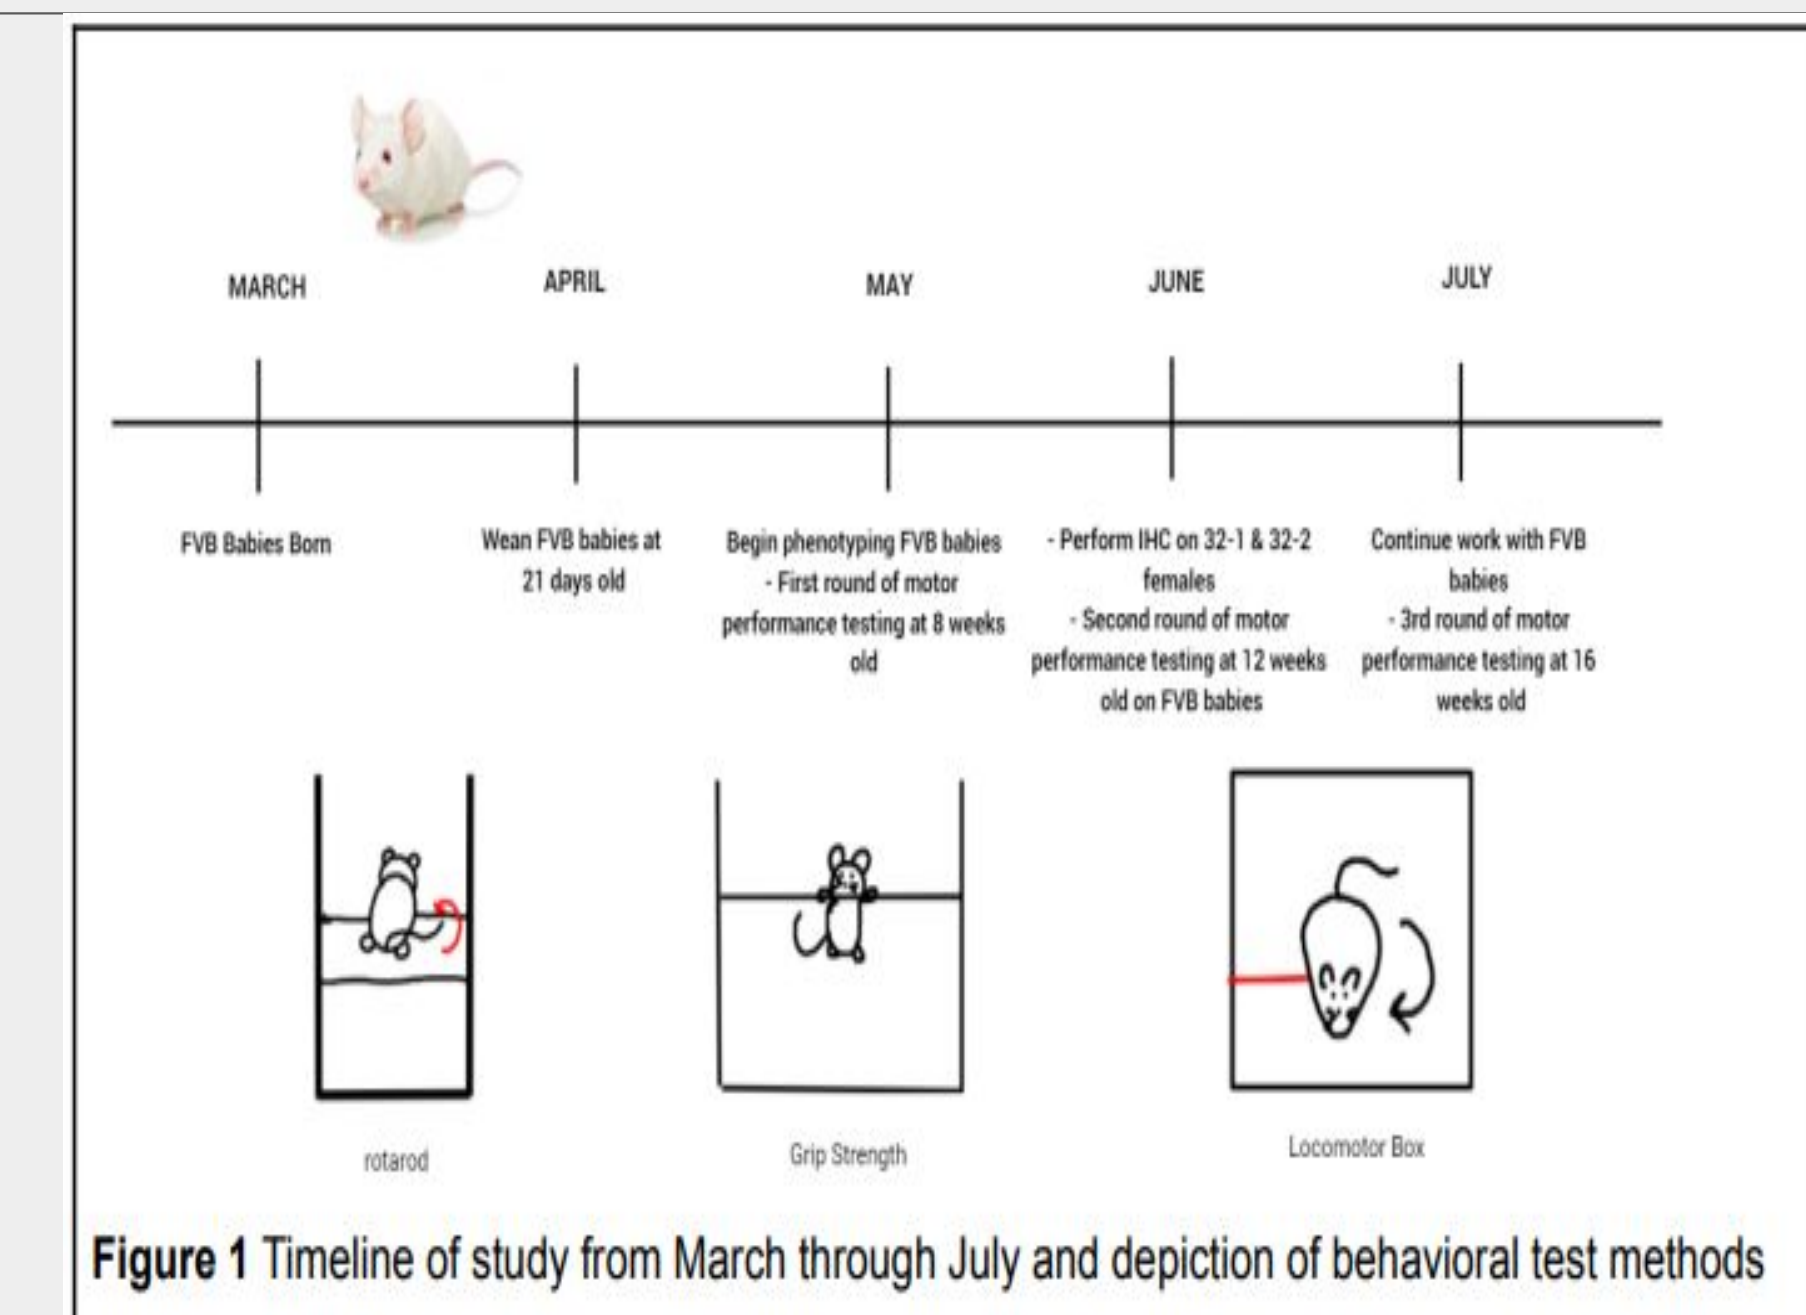 MARCH
APRIL
MAY
JUNE
JULY
FVB Babies Born
Wean FVB babies at
21 days old
Begin phenotyping FVB babies
- First round of motor
performance testing at 8 weeks
old
- Perform IHC on 32-1 & 32-2
females
- Second round of motor
performance testing at 12 weeks
old on FVB babies
Continue work with FVB
babies
- 3rd round of motor
performance testing at 16
weeks old
rotarod
Grip Strength
Locomotor Box
Figure 1 Timeline of study from March through July and depiction of behavioral test methods